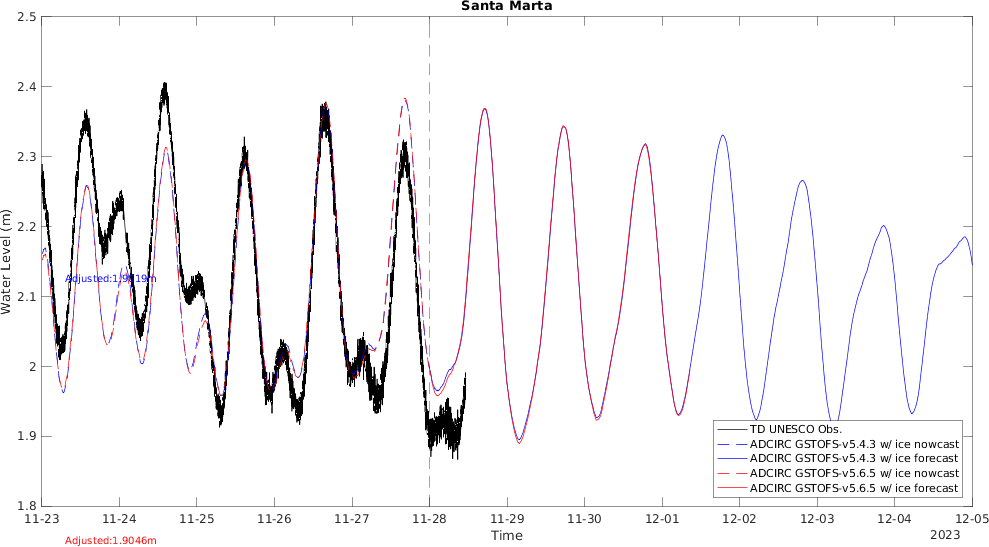 Santa Marta
2.5
2.4
2.3
2.2
2.1
2
1.9
1.8
Water Level (m)
11-23
11-24
11-25
11-26
11-27
11-28
11-29
11-30
12-01
12-02
12-03
12-04
12-05
Time
2023
TD UNESCO Obs.
ADCIRC GSTOFS-v5.4.3 w/ ice nowcast
ADCIRC GSTOFS-v5.4.3 w/ ice forecast
ADCIRC GSTOFS-v5.6.5 w/ ice nowcast
ADCIRC GSTOFS-v5.6.5 w/ ice forecast
Adjusted:1.9046m